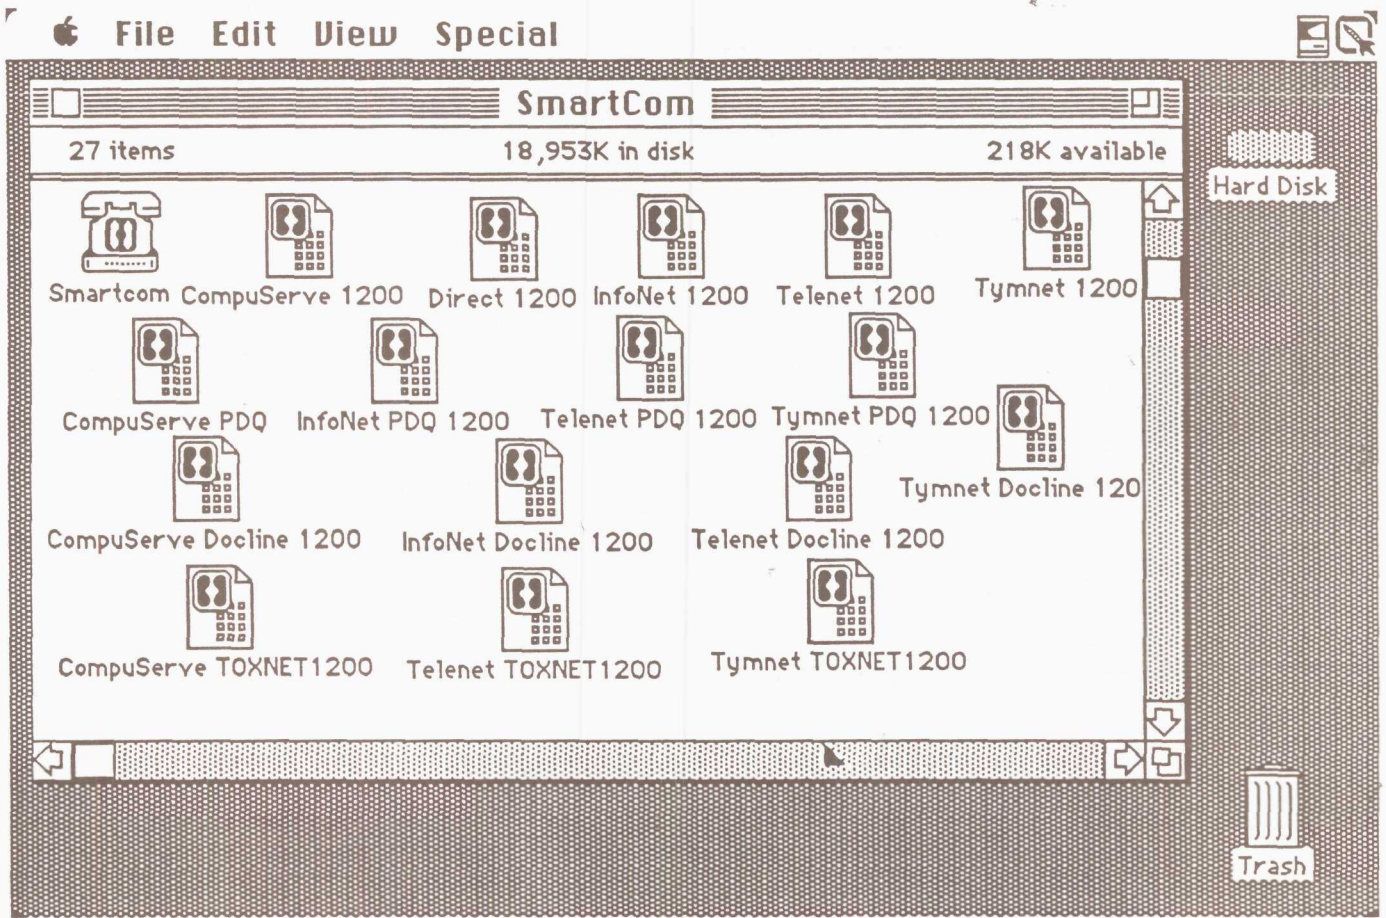 File Edit View Special
SmartCom
27 items 18,953K in disk 218K available
Hard Disk
Smartcom CompuServe 1200 Direct 1200 InfoNet 1200 Telenet 1200 Tymnet 1200
CompuServe PDQ InfoNet PDQ 1200 Telenet PDQ 1200 Tymnet PDQ 1200
Tymnet Docline 120
CompuServe Docline 1200 InfoNet Docline 1200 Telenet Docline 1200
CompuServe TOXNET1200 Telenet TOXNET1200 Tymnet TOXNET1200
Trash